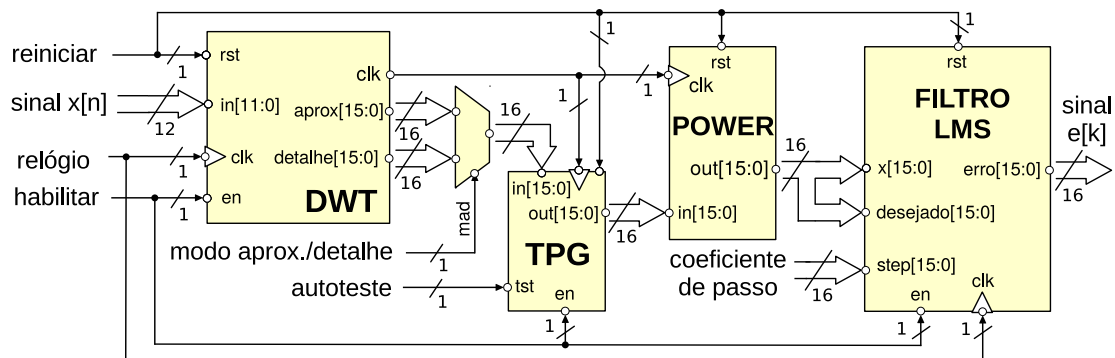 reiniciar
sinal x[n]
relógio
habilitar
1
12
1
1
rst
in[11:0]
clk
en
clk
aprox[15:0]
detalhe[15:0]
DWT
16
16
16
mad
modo aprox./detalhe
1
autoteste
1
1
1
in[15:0]
out[15:0]
TPG
tst
en
1
16
1
rst
clk
POWER
out[15:0]
in[15:0]
16
coeficiente
de passo
16
1
rst
FILTRO
LMS
x[15:0]
erro[15:0]
desejado[15:0]
step[15:0]
en
clk
1
1
sinal
e[k]
16